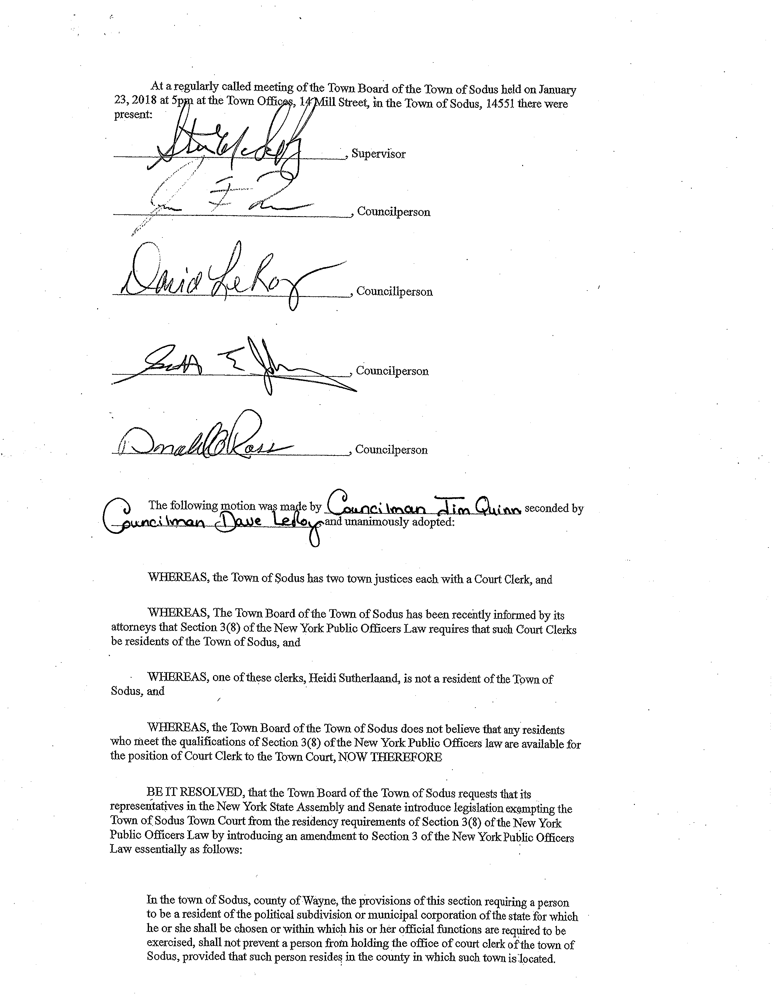 At a regularly called meeting of the Town Board of the Town of Sodus held on January
23, 2018 at 5pm at the Town Offices, 14 Mill Street, in the Town of Sodus, 14551 there were
present:
, Supervisor
, Councilperson
David LeRoy, Councillperson
Scott E Joh, Councilperson
Donald Ross, Councilperson
The following motion was made by Councilman Jim Quinn seconded by
Councilman Dave LeRoy and unanimously adopted:
WHEREAS, the Town of Sodus has two town justices each with a Court Clerk, and
WHEREAS, The Town Board of the Town of Sodus has been recently informed by its
attorneys that Section 3(8) of the New York Public Officers Law requires that such Court Clerks
be residents of the Town of Sodus, and
WHEREAS, one of these clerks, Heidi Sutherlaand, is not a resident of the Town of
Sodus, and
WHEREAS, the Town Board of the Town of Sodus does not believe that any residents
who meet the qualifications of Section 3(8) of the New York Public Officers law are available for
the position of Court Clerk to the Town Court, NOW THEREFORE
BE IT RESOLVED, that the Town Board of the Town of Sodus requests that its
representatives in the New York State Assembly and Senate introduce legislation exempting the
Town of Sodus Town Court from the residency requirements of Section 3(8) of the New York
Public Officers Law by introducing an amendment to Section 3 of the New York Public Officers
Law essentially as follows:
In the town of Sodus, county of Wayne, the provisions of this section requiring a person
to be a resident of the political subdivision or municipal corporation of the state for which
he or she shall be chosen or within which his or her official functions are required to be
exercised, shall not prevent a person from holding the office of court clerk of the town of
Sodus, provided that such person resides in the county in which such town is located.